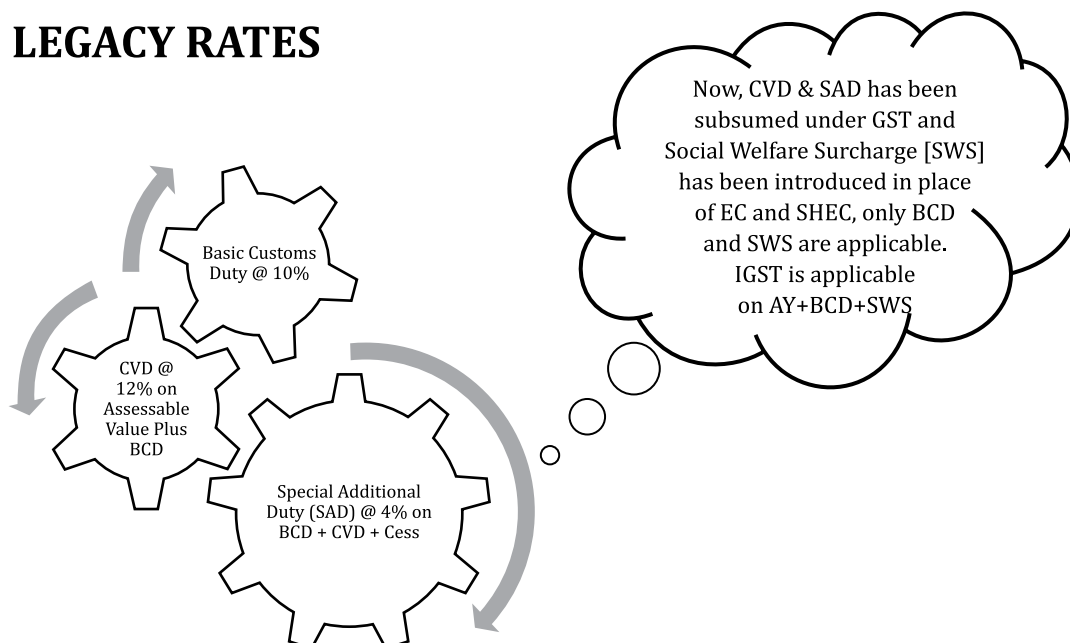 LEGACY RATES
Now, CVD & SAD has been
subsumed under GST and
Social Welfare Surcharge [SWS]
has been introduced in place
of EC and SHEC, only BCD
and SWS are applicable.
IGST is applicable
on AY+BCD+SWS
Basic Customs
Duty @ 10%
CVD @
12% on
Assessable
Value Plus
BCD
Special Additional
Duty (SAD) @ 4% on
BCD + CVD + Cess